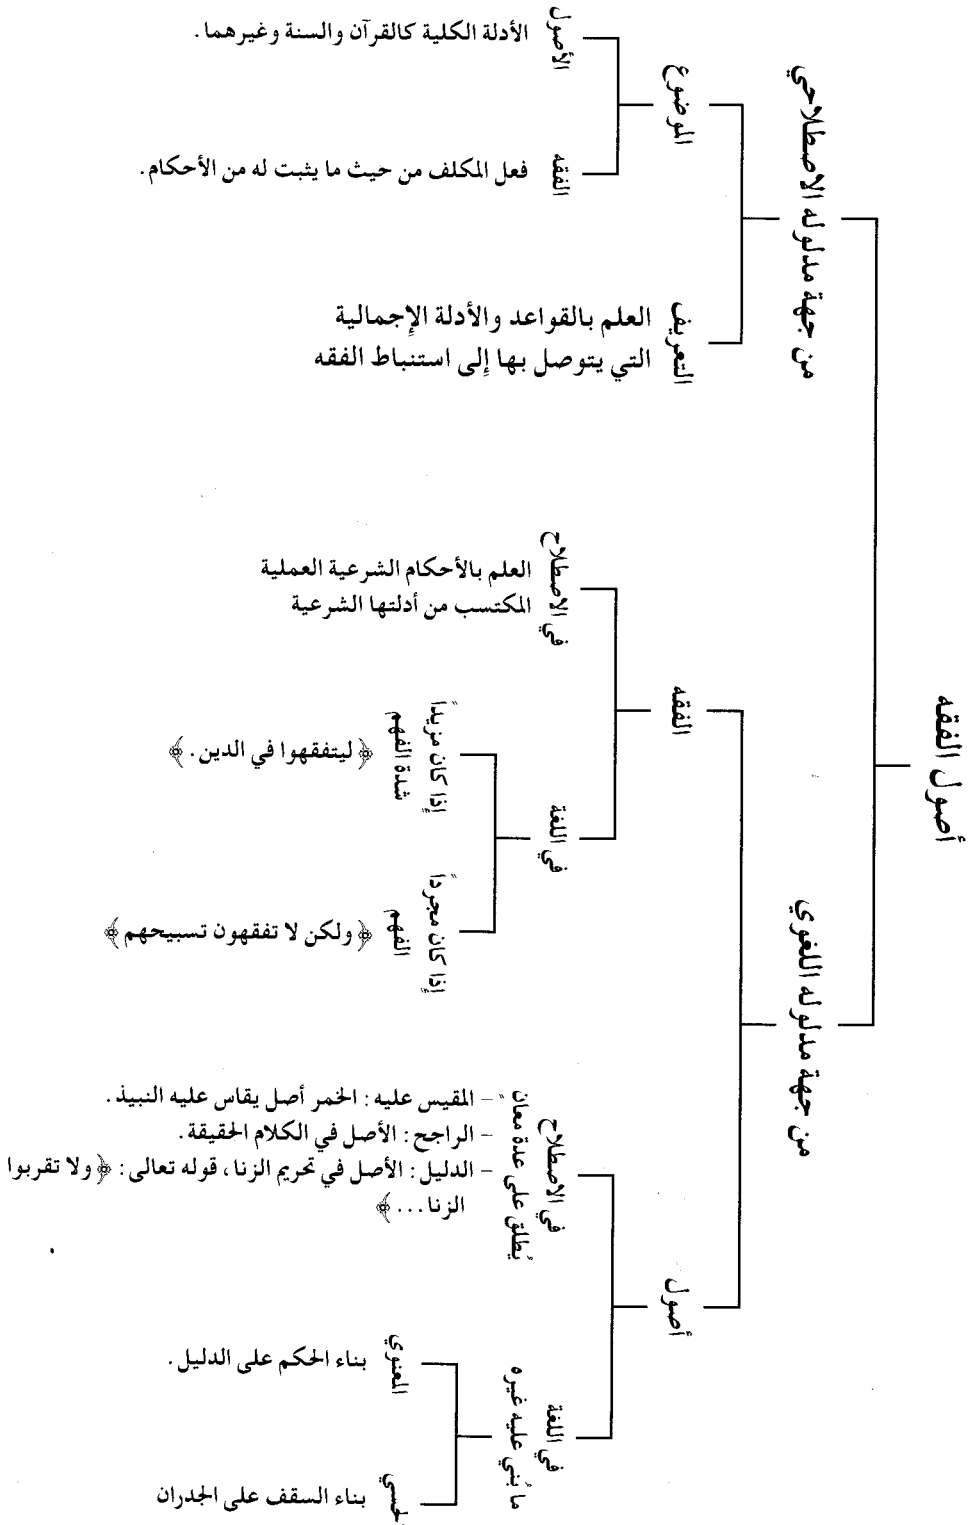 أصول الفقه
من جهة مدلوله اللغوي
أصول
في اللغة
ما بُني عليه غيره
الحسي
بناء السقف على الجدران
المعنوي
بناء الحكم على الدليل.
في الاصطلاح
يُطلق على عدة معان
- المقيس عليه: الخمر أصل يقاس عليه النبيذ.
- الراجح: الأصل في الكلام الحقيقة.
- الدليل: الأصل في تحريم الزنا، قوله تعالى: ﴿ولا تقربوا
الزنا...﴾
الفقه
في اللغة
إذا كان مجرداً
الفهم
﴿ولكن لا تفقهون تسبيحهم﴾
إذا كان مزيداً
شدة الفهم
﴿ليتفقهوا في الدين.﴾
في الاصطلاح
العلم بالأحكام الشرعية العملية
المكتسب من أدلتها الشرعية
من جهة مدلوله الاصطلاحي
التعريف
العلم بالقواعد والأدلة الإجمالية
التي يتوصل بها إلى استنباط الفقه
الموضوع
الفقه
فعل المكلف من حيث ما يثبت له من الأحكام.
الأصول
الأدلة الكلية كالقرآن والسنة وغيرهما.